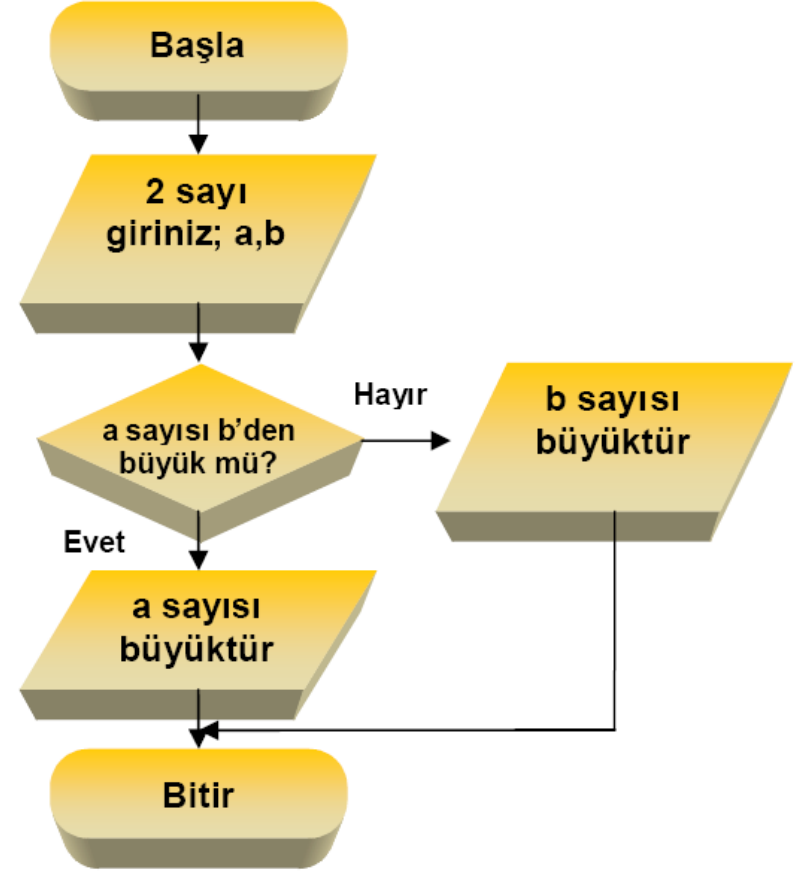 Başla
2 sayı
giriniz; a,b
a sayısı b’den
büyük mü?
Hayır
b sayısı
büyüktür
Evet
a sayısı
büyüktür
Bitir